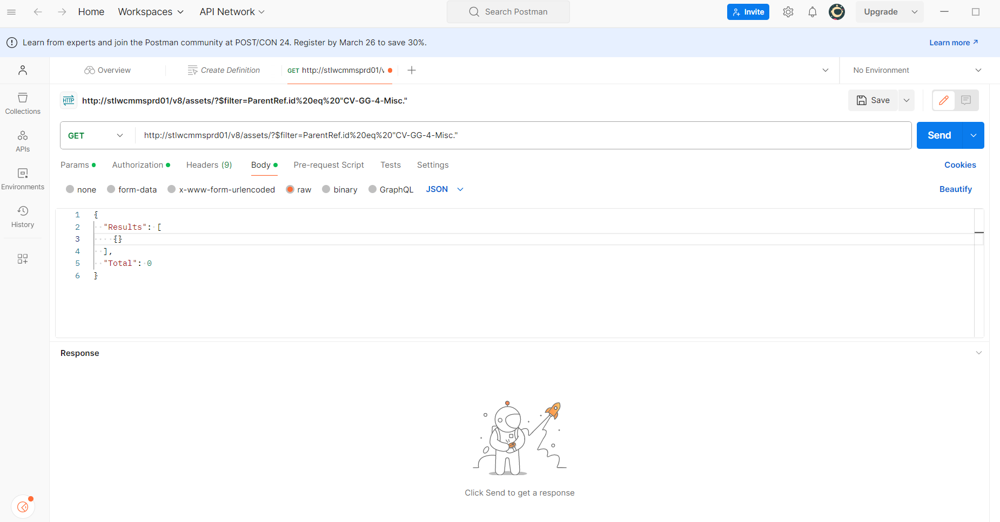 Home Workspaces API Network Search Postman Invite Upgrade
Learn from experts and join the Postman community at POST/CON 24. Register by March 26 to save 30%. Learn more ↗
Overview Create Definition GET http://stlwcmmsprd01/v No Environment
HTTP http://stlwcmmsprd01/v8/assets/?$filter=ParentRef.id%20eq%20"CV-GG-4-Misc." Save
Collections
GET http://stlwcmmsprd01/v8/assets/?$filter=ParentRef.id%20eq%20"CV-GG-4-Misc." Send
APIs
Params Authorization Headers (9) Body Pre-request Script Tests Settings Cookies
Environments
none form-data x-www-form-urlencoded raw binary GraphQL JSON Beautify
History
1 {
2 "Results": [
3 {}
4 ],
5 "Total": 0
6 }
Response
Click Send to get a response